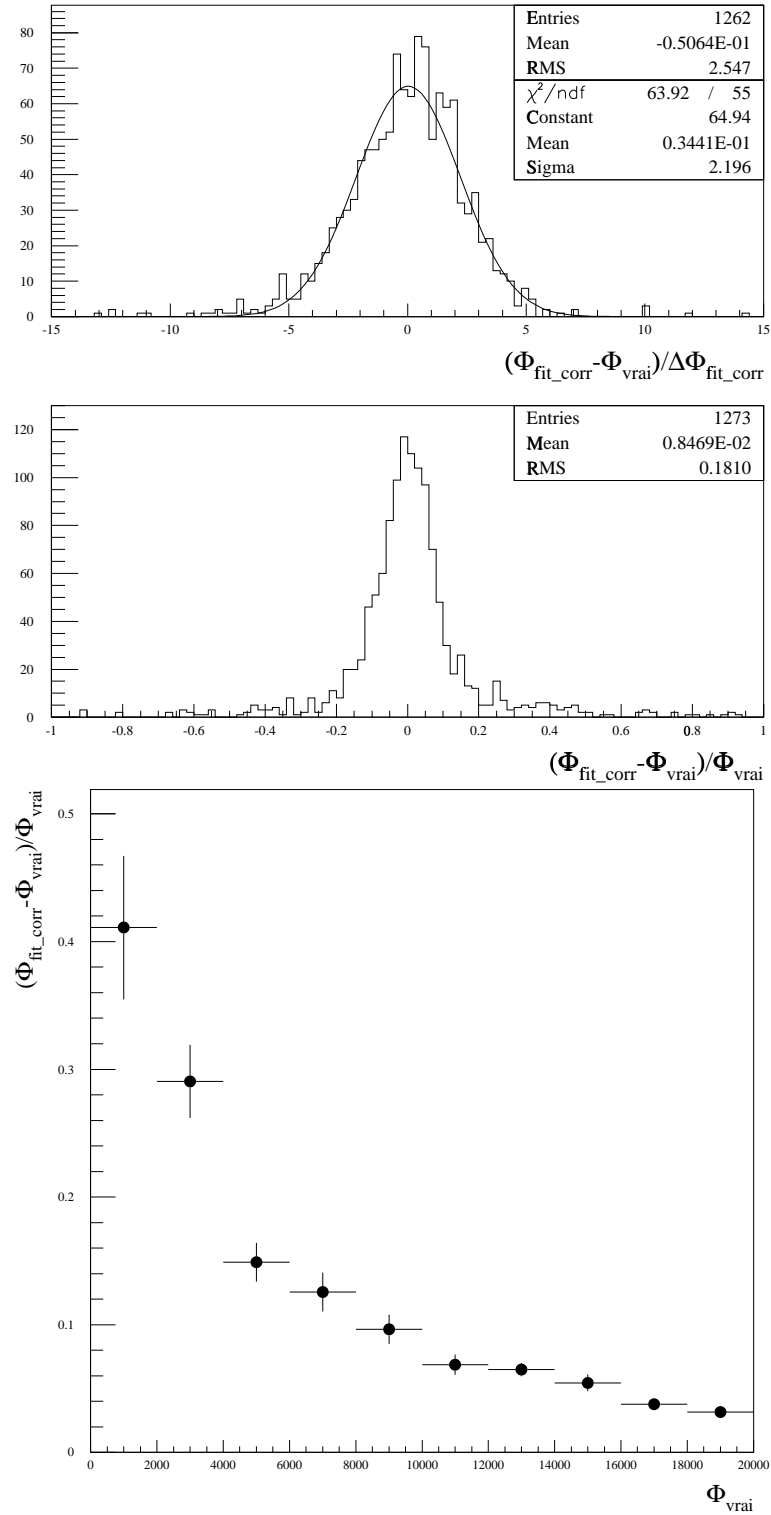 Entries 1262
Mean -0.5064E-01
RMS 2.547
χ²/ndf 63.92 / 55
Constant 64.94
Mean 0.3441E-01
Sigma 2.196
80
70
60
50
40
30
20
10
0
-15 -10 -5 0 5 10 15
(Φfit_corr-Φvrai)/ΔΦfit_corr
Entries 1273
Mean 0.8469E-02
RMS 0.1810
120
100
80
60
40
20
0
-1 -0.8 -0.6 -0.4 -0.2 0 0.2 0.4 0.6 0.8 1
(Φfit_corr-Φvrai)/Φvrai
(Φfit_corr-Φvrai)/Φvrai
0.5
0.4
0.3
0.2
0.1
0
0 2000 4000 6000 8000 10000 12000 14000 16000 18000 20000
Φvrai